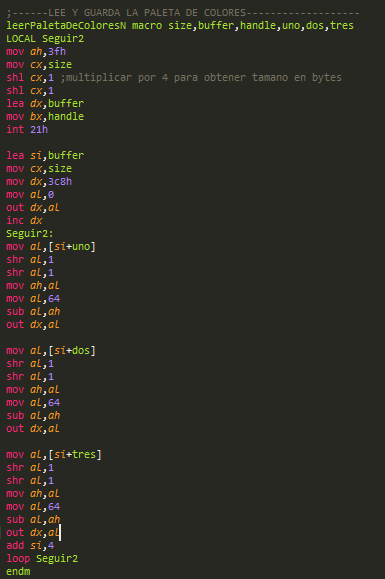 ;------LEE Y GUARDA LA PALETA DE COLORES-------------------
leerPaletaDeColoresN macro size,buffer,handle,uno,dos,tres
LOCAL Seguir2
mov ah,3fh
mov cx,size
shl cx,1 ;multiplicar por 4 para obtener tamano en bytes
shl cx,1
lea dx,buffer
mov bx,handle
int 21h

lea si,buffer
mov cx,size
mov dx,3c8h
mov al,0
out dx,al
inc dx
Seguir2:
mov al,[si+uno]
shr al,1
shr al,1
mov ah,al
mov al,64
sub al,ah
out dx,al

mov al,[si+dos]
shr al,1
shr al,1
mov ah,al
mov al,64
sub al,ah
out dx,al

mov al,[si+tres]
shr al,1
shr al,1
mov ah,al
mov al,64
sub al,ah
out dx,al
add si,4
loop Seguir2
endm